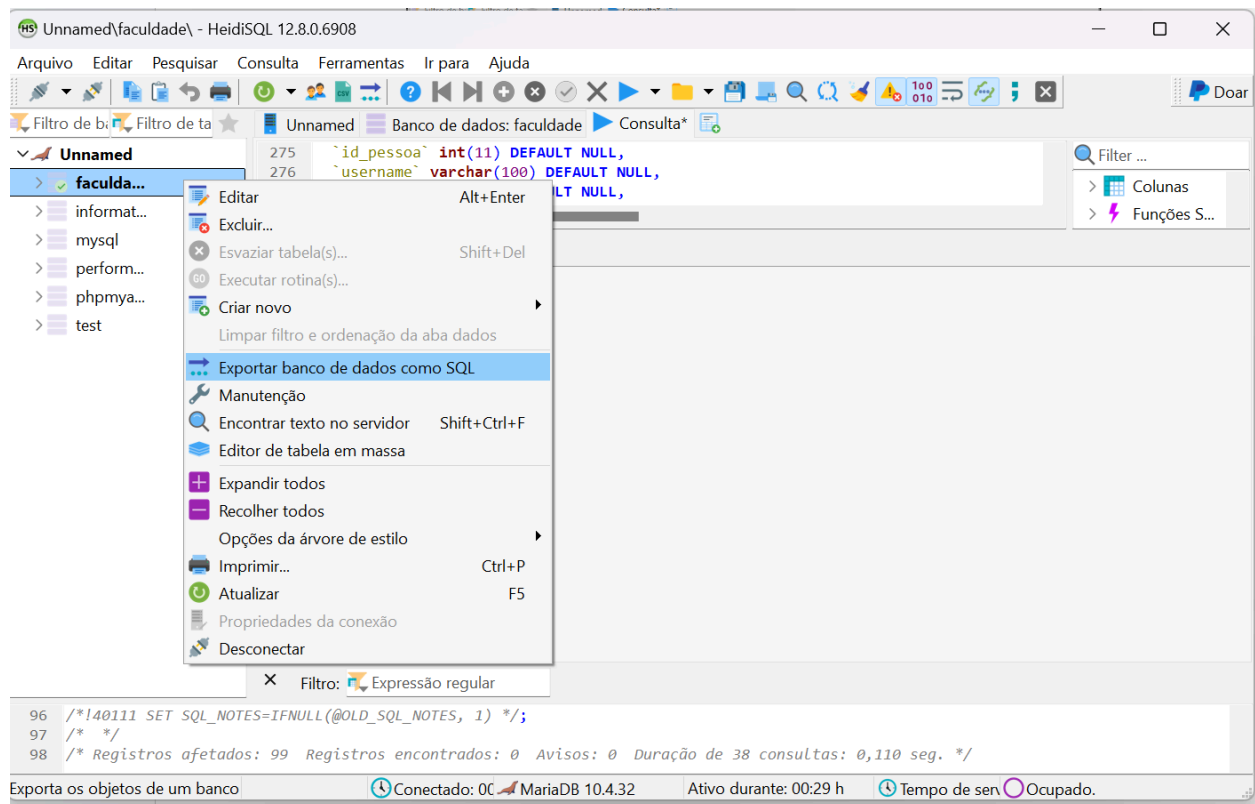 Unnamed\faculdade\ - HeidiSQL 12.8.0.6908
Arquivo Editar Pesquisar Consulta Ferramentas Ir para Ajuda
Doar
Filtro de ba Filtro de ta Unnamed Banco de dados: faculdade Consulta*
Unnamed
faculda...
informat...
mysql
perform...
phpmya...
test
275 `id_pessoa` int(11) DEFAULT NULL,
276 `username` varchar(100) DEFAULT NULL,
LT NULL,
Filter ...
Colunas
Funções S...
Editar Alt+Enter
Excluir...
Esvaziar tabela(s)... Shift+Del
Executar rotina(s)...
Criar novo
Limpar filtro e ordenação da aba dados
Exportar banco de dados como SQL
Manutenção
Encontrar texto no servidor Shift+Ctrl+F
Editor de tabela em massa
Expandir todos
Recolher todos
Opções da árvore de estilo
Imprimir... Ctrl+P
Atualizar F5
Propriedades da conexão
Desconectar
Filtro: Expressão regular
96 /*!40111 SET SQL_NOTES=IFNULL(@OLD_SQL_NOTES, 1) */;
97 /* */
98 /* Registros afetados: 99 Registros encontrados: 0 Avisos: 0 Duração de 38 consultas: 0,110 seg. */
Exporta os objetos de um banco Conectado: 00 MariaDB 10.4.32 Ativo durante: 00:29 h Tempo de serv Ocupado.